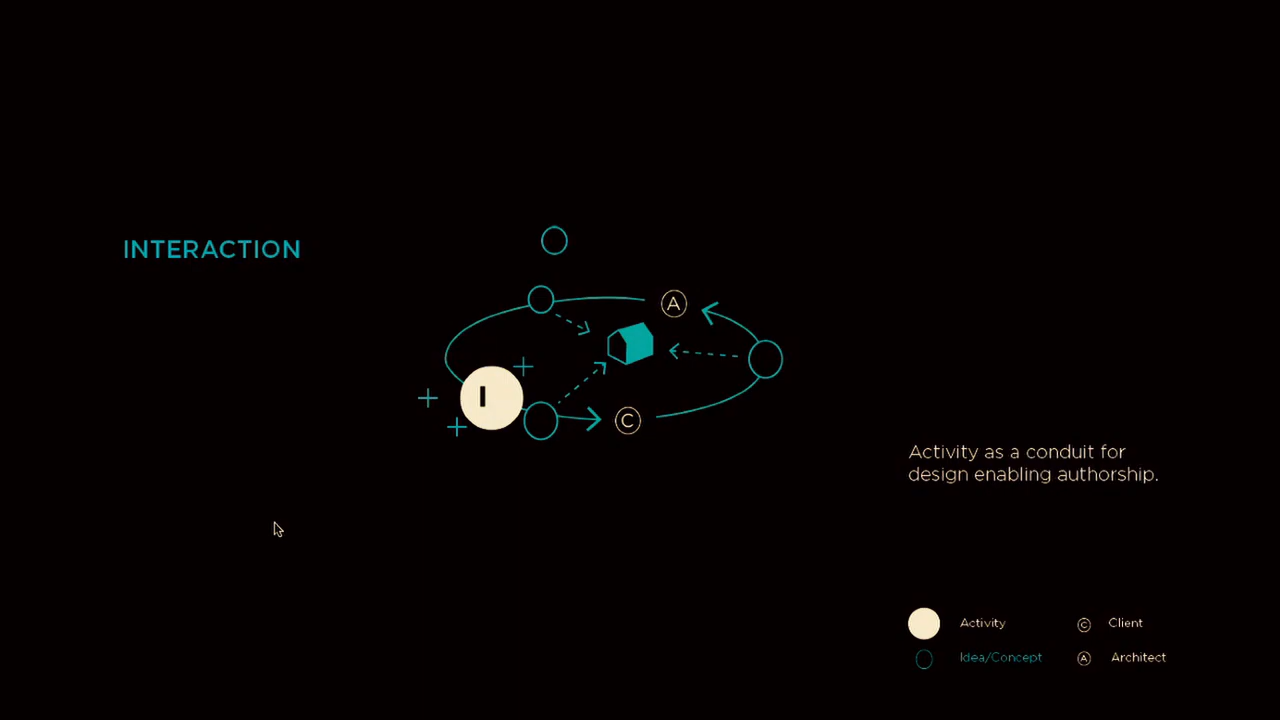 INTERACTION
A
I
C
Activity as a conduit for
design enabling authorship.
Activity
C Client
Idea/Concept
A Architect